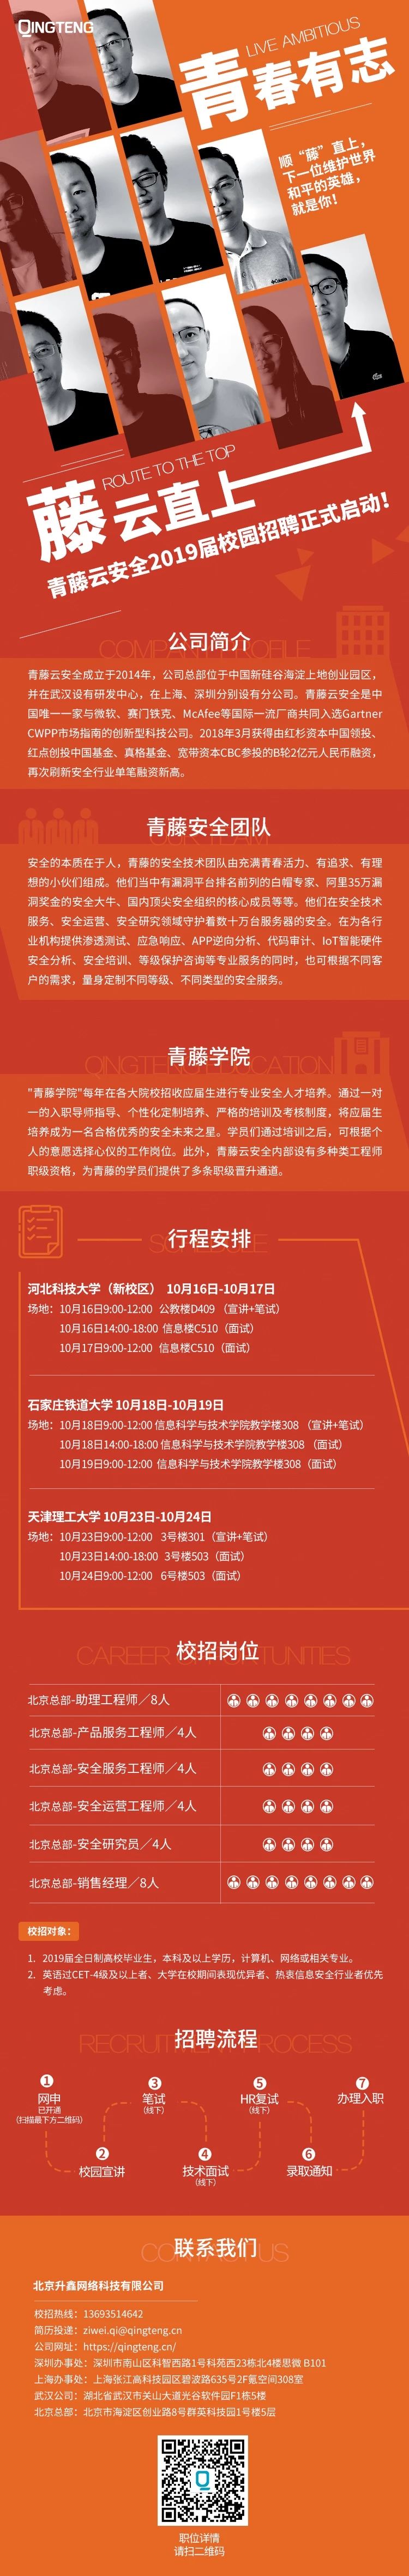 QINGTENG
LIVE AMBITIOUS
青春有志
顺“藤”直上，
下一位维护世界
和平的英雄，
就是你！
ROUTE TO THE TOP
藤云直上
青藤云安全2019届校园招聘正式启动！
COMPANY PROFILE
公司简介
青藤云安全成立于2014年，公司总部位于中国新硅谷海淀上地创业园区，
并在武汉设有研发中心，在上海、深圳分别设有分公司。青藤云安全是中
国唯一一家与微软、赛门铁克、McAfee等国际一流厂商共同入选Gartner
CWPP市场指南的创新型科技公司。2018年3月获得由红杉资本中国领投、
红点创投中国基金、真格基金、宽带资本CBC参投的B轮2亿元人民币融资，
再次刷新安全行业单笔融资新高。
青藤安全团队
OUR TEAM
安全的本质在于人，青藤的安全技术团队由充满青春活力、有追求、有理
想的小伙们组成。他们当中有漏洞平台排名前列的白帽专家、阿里35万漏
洞奖金的安全大牛、国内顶尖安全组织的核心成员等等。他们在安全技术
服务、安全运营、安全研究领域守护着数十万台服务器的安全。在为各行
业机构提供渗透测试、应急响应、APP逆向分析、代码审计、IoT智能硬件
安全分析、安全培训、等级保护咨询等专业服务的同时，也可根据不同客
户的需求，量身定制不同等级、不同类型的安全服务。
青藤学院
QINGTENG EDUCATION
"青藤学院"每年在各大院校招收应届生进行专业安全人才培养。通过一对
一的入职导师指导、个性化定制培养、严格的培训及考核制度，将应届生
培养成为一名合格优秀的安全未来之星。学员们通过培训之后，可根据个
人的意愿选择心仪的工作岗位。此外，青藤云安全内部设有多种类工程师
职级资格，为青藤的学员们提供了多条职级晋升通道。
行程安排
SCHEDULE
河北科技大学（新校区） 10月16日-10月17日
场地：10月16日9:00-12:00 公教楼D409 （宣讲+笔试）
10月16日14:00-18:00 信息楼C510（面试）
10月17日9:00-12:00 信息楼C510（面试）
石家庄铁道大学 10月18日-10月19日
场地：10月18日9:00-12:00 信息科学与技术学院教学楼308 （宣讲+笔试）
10月18日14:00-18:00 信息科学与技术学院教学楼308 （面试）
10月19日9:00-12:00 信息科学与技术学院教学楼308（面试）
天津理工大学 10月23日-10月24日
场地：10月23日9:00-12:00 3号楼301（宣讲+笔试）
10月23日14:00-18:00 3号楼503（面试）
10月24日9:00-12:00 6号楼503（面试）
校招岗位
CAREER OPPORTUNITIES
北京总部-助理工程师／8人
北京总部-产品服务工程师／4人
北京总部-安全服务工程师／4人
北京总部-安全运营工程师／4人
北京总部-安全研究员／4人
北京总部-销售经理／8人
校招对象：
1. 2019届全日制高校毕业生，本科及以上学历，计算机、网络或相关专业。
2. 英语过CET-4级及以上者、大学在校期间表现优异者、热衷信息安全行业者优先
考虑。
招聘流程
RECRUITMENT PROCESS
1 网申
已开通
（扫描最下方二维码）
2 校园宣讲
3 笔试
（线下）
4 技术面试
（线下）
5 HR复试
（线下）
6 录取通知
7 办理入职
联系我们
CONTACT US
北京升鑫网络科技有限公司
校招热线：13693514642
简历投递：ziwei.qi@qingteng.cn
公司网址：https://qingteng.cn/
深圳办事处：深圳市南山区科智西路1号科苑西23栋北4楼思微 B101
上海办事处：上海张江高科技园区碧波路635号2F氪空间308室
武汉公司：湖北省武汉市关山大道光谷软件园F1栋5楼
北京总部：北京市海淀区创业路8号群英科技园1号楼5层
职位详情
请扫二维码